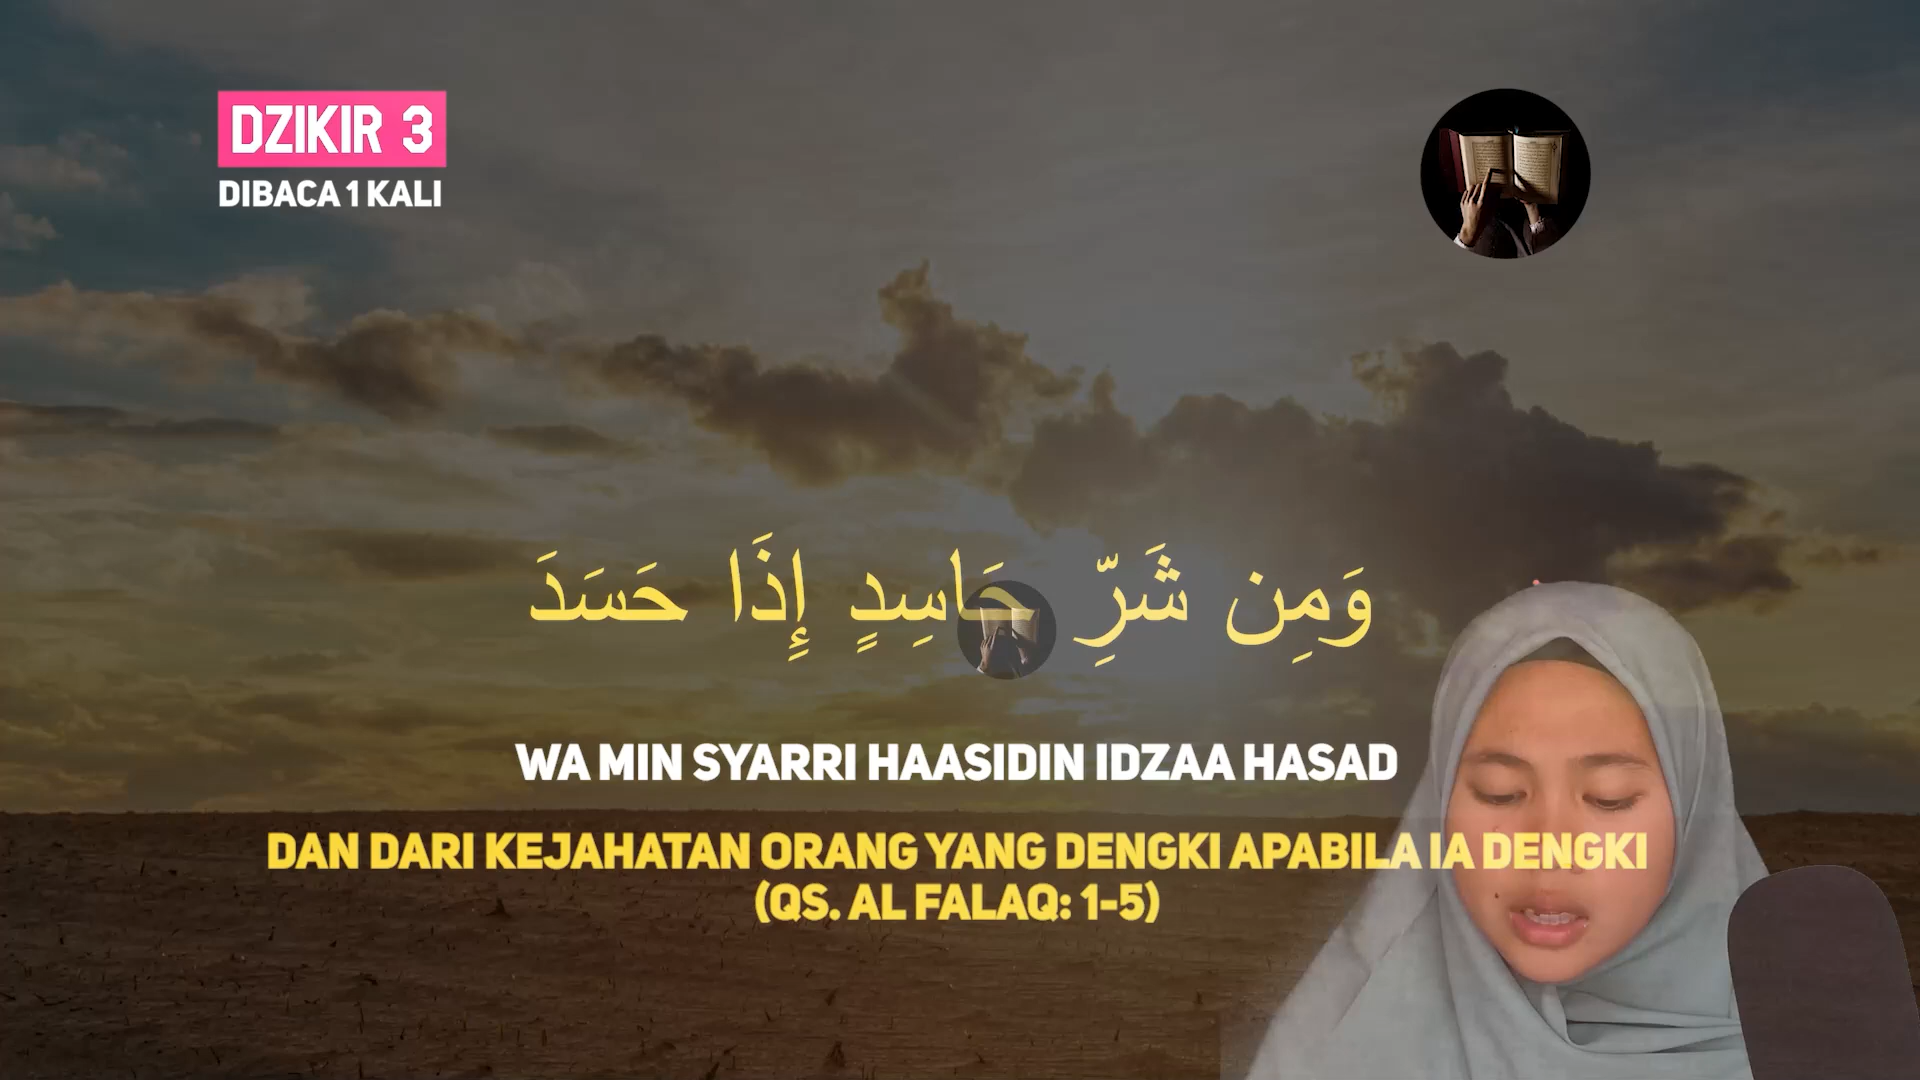 DZIKIR 3
DIBACA 1 KALI
وَمِن شَرِّ حَاسِدٍ إِذَا حَسَدَ
WA MIN SYARRI HAASIDIN IDZAA HASAD
DAN DARI KEJAHATAN ORANG YANG DENGKI APABILA IA DENGKI
(QS. AL FALAQ: 1-5)